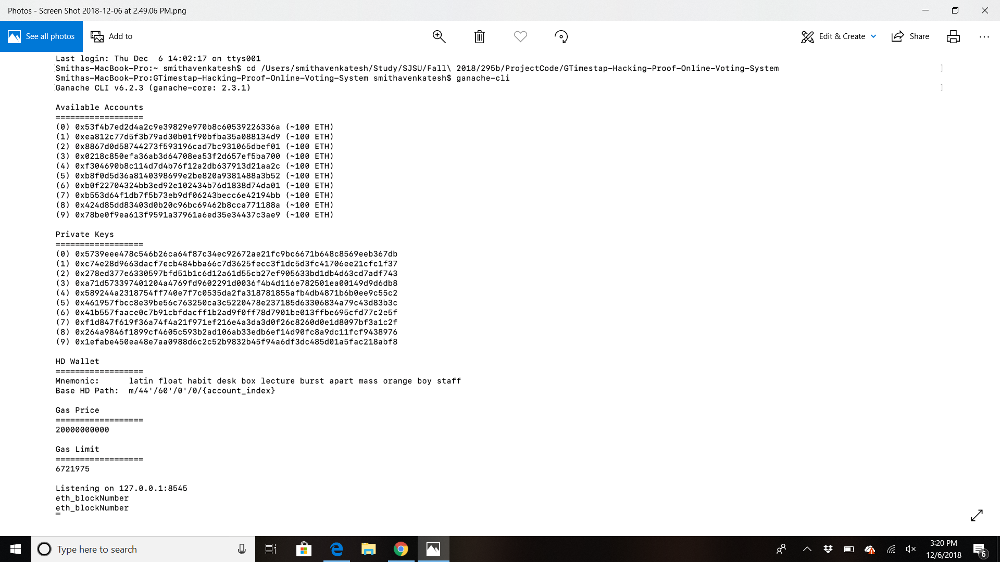 Photos - Screen Shot 2018-12-06 at 2.49.06 PM.png
See all photos
Add to
Edit & Create
Share
Last login: Thu Dec  6 14:02:17 on ttys001
Smithas-MacBook-Pro:~ smithavenkatesh$ cd /Users/smithavenkatesh/Study/SJSU/Fall\ 2018/295b/ProjectCode/GTimestap-Hacking-Proof-Online-Voting-System
Smithas-MacBook-Pro:GTimestap-Hacking-Proof-Online-Voting-System smithavenkatesh$ ganache-cli
Ganache CLI v6.2.3 (ganache-core: 2.3.1)
Available Accounts
==================
(0) 0x53f4b7ed2d4a2c9e39829e970b8c60539226336a (~100 ETH)
(1) 0xea812c77d5f3b79ad30b01f90bfba35a088134d9 (~100 ETH)
(2) 0x8867d0d58744273f593196cad7bc931065dbef01 (~100 ETH)
(3) 0x0218c850efa36ab3d64708ea53f2d657ef5ba700 (~100 ETH)
(4) 0xf304690b8c114d7d4b76f12a2db637913d21aa2c (~100 ETH)
(5) 0xb8f0d5d36a8140398699e2be820a9381488a3b52 (~100 ETH)
(6) 0xb0f22704324bb3ed92e102434b76d1838d74da01 (~100 ETH)
(7) 0xb553d64f1db7f5b73eb9df06243becc6e42194bb (~100 ETH)
(8) 0x424d85dd83403d0b20c96bc69462b8cca771188a (~100 ETH)
(9) 0x78be0f9ea613f9591a37961a6ed35e34437c3ae9 (~100 ETH)
Private Keys
==================
(0) 0x5739eee478c546b26ca64f87c34ec92672ae21fc9bc6671b648c8569eeb367db
(1) 0xc74e28d9663dacf7ecb484bba66c7d3625fecc3f1dc5d3fc41706ee21cfc1f37
(2) 0x278ed377e6330597bfd51b1c6d12a61d55cb27ef905633bd1db4d63cd7adf743
(3) 0xa71d573397401204a4769fd9602291d0036f4b4d116e782501ea00149d9d6db8
(4) 0x589244a2318754ff740e7f7c0535da2fa318781855afb4db4871b6b0ee9c55c2
(5) 0x461957fbcc8e39be56c763250ca3c5220478e237185d63306834a79c43d83b3c
(6) 0x41b557faace0c7b91cbfdacff1b2ad9f0ff78d7901be013ffbe695cfd77c2e5f
(7) 0xf1d847f619f36a74f4a21f971ef216e4a3da3d0f26c8260d0e1d8097bf3a1c2f
(8) 0x264a9846f1899cf4605c593b2ad106ab33edb6ef14d90fc8a9dc11fcf9438976
(9) 0x1efabe450ea48e7aa0988d6c2c52b9832b45f94a6df3dc485d01a5fac218abf8
HD Wallet
==================
Mnemonic:      latin float habit desk box lecture burst apart mass orange boy staff
Base HD Path:  m/44'/60'/0'/0/{account_index}
Gas Price
==================
20000000000
Gas Limit
==================
6721975
Listening on 127.0.0.1:8545
eth_blockNumber
eth_blockNumber
Type here to search
3:20 PM
12/6/2018
6